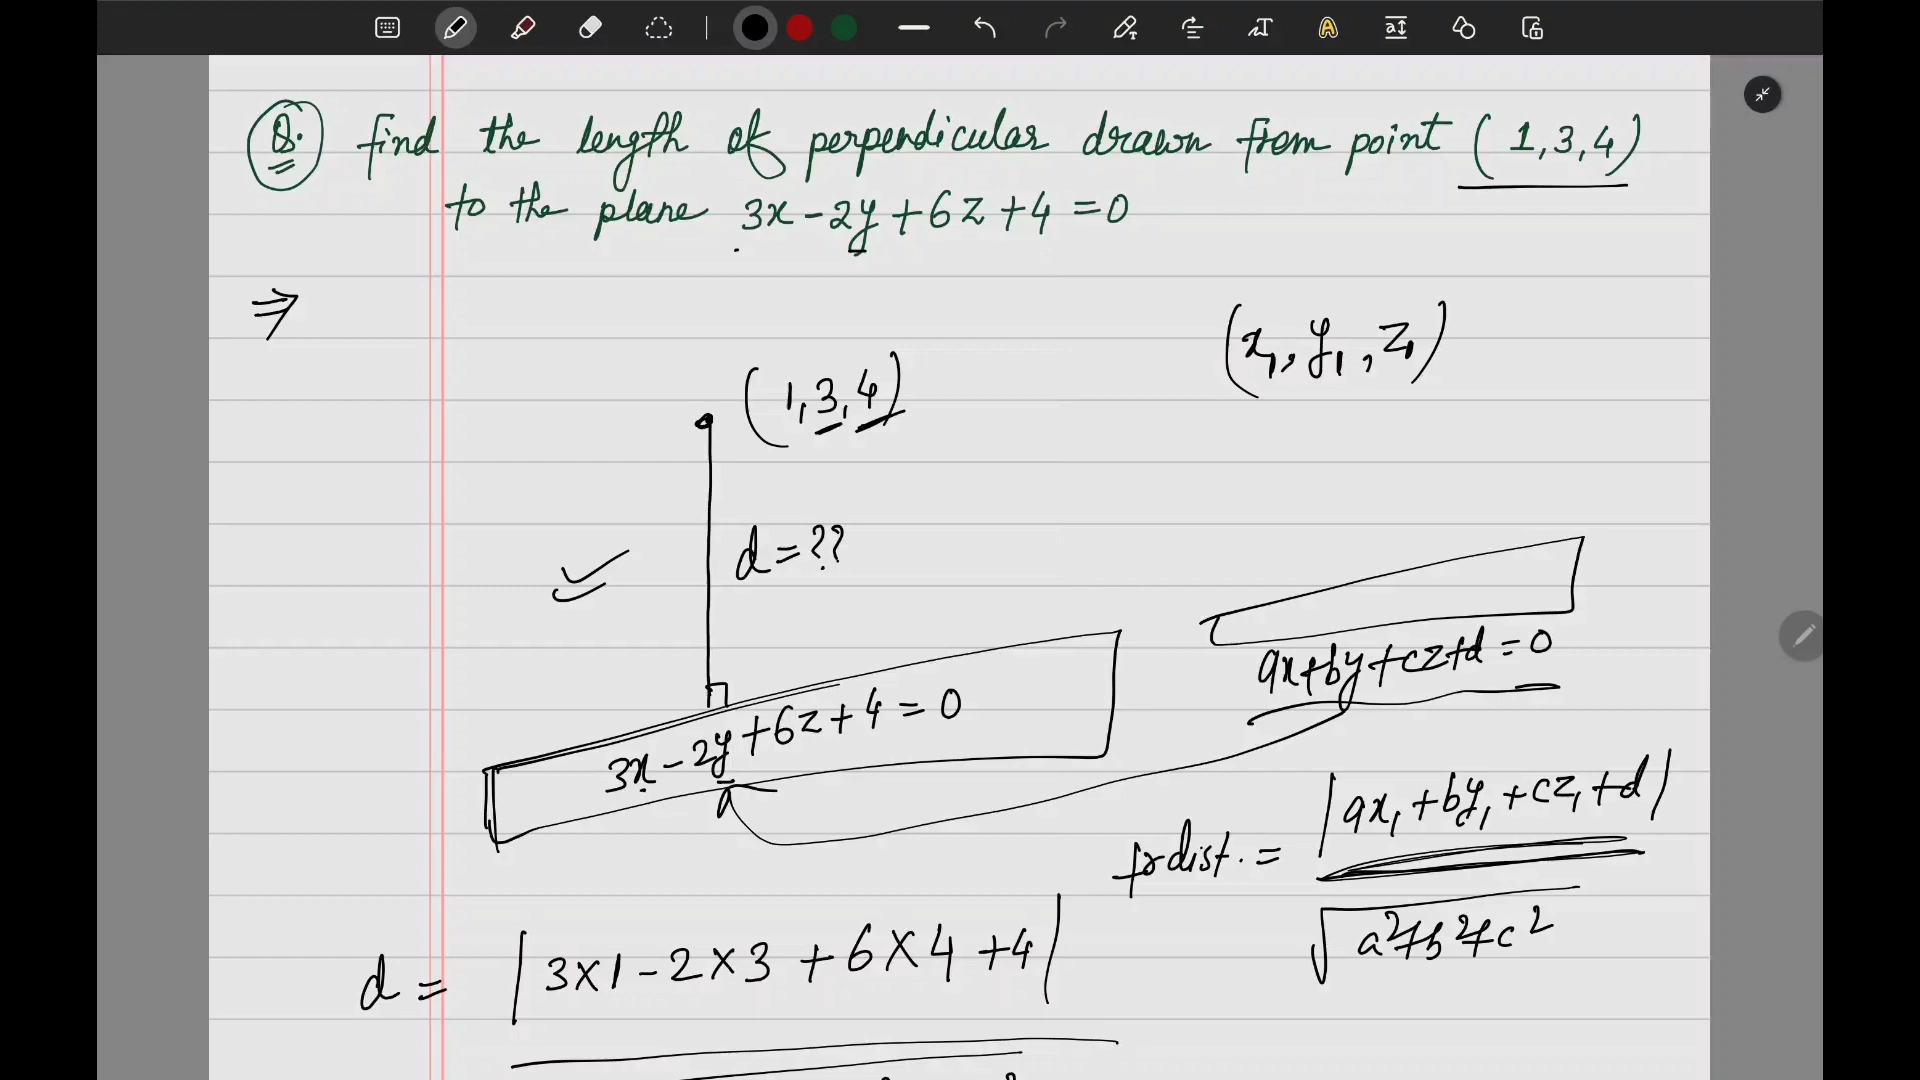 Q. find the length of perpendicular drawn from point (1,3,4)
to the plane 3x-2y+6z+4=0
⇒
(x₁, y₁, z₁)
(1,3,4)
d=??
ax+by+cz+d=0
3x-2y+6z+4=0
pr dist. = |ax₁+by₁+cz₁+d|
√a²+b²+c²
d = |3×1-2×3+6×4+4|